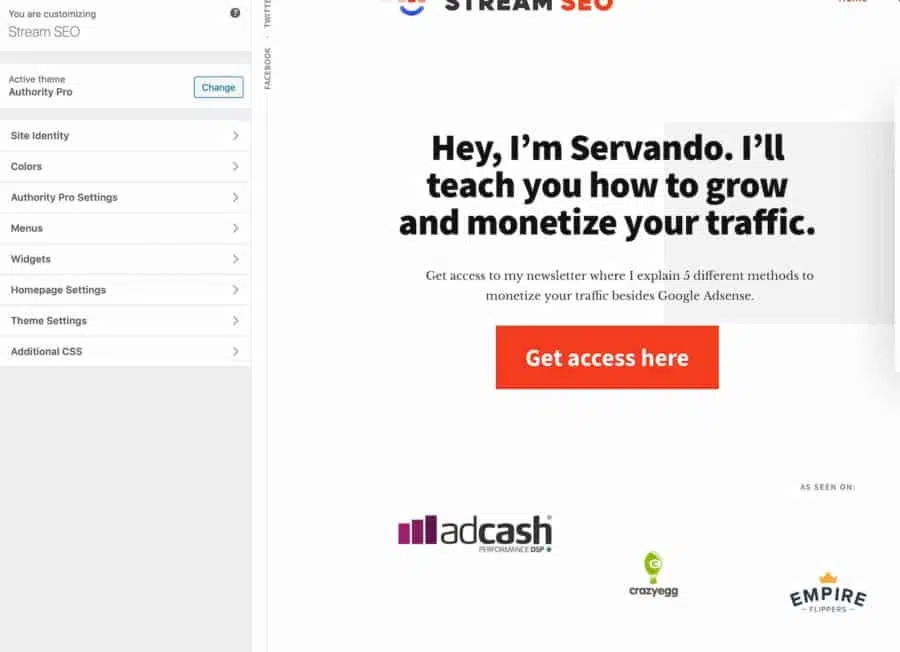 You are customizing
Stream SEO
Active theme
Authority Pro
Change
Site Identity
Colors
Authority Pro Settings
Menus
Widgets
Homepage Settings
Theme Settings
Additional CSS
FACEBOOK
STREAM SEO
Hey, I’m Servando. I’ll
teach you how to grow
and monetize your traffic.
Get access to my newsletter where I explain 5 different methods to
monetize your traffic besides Google Adsense.
Get access here
AS SEEN ON:
adcash
PERFORMANCE DSP
crazyegg
EMPIRE
FLIPPERS